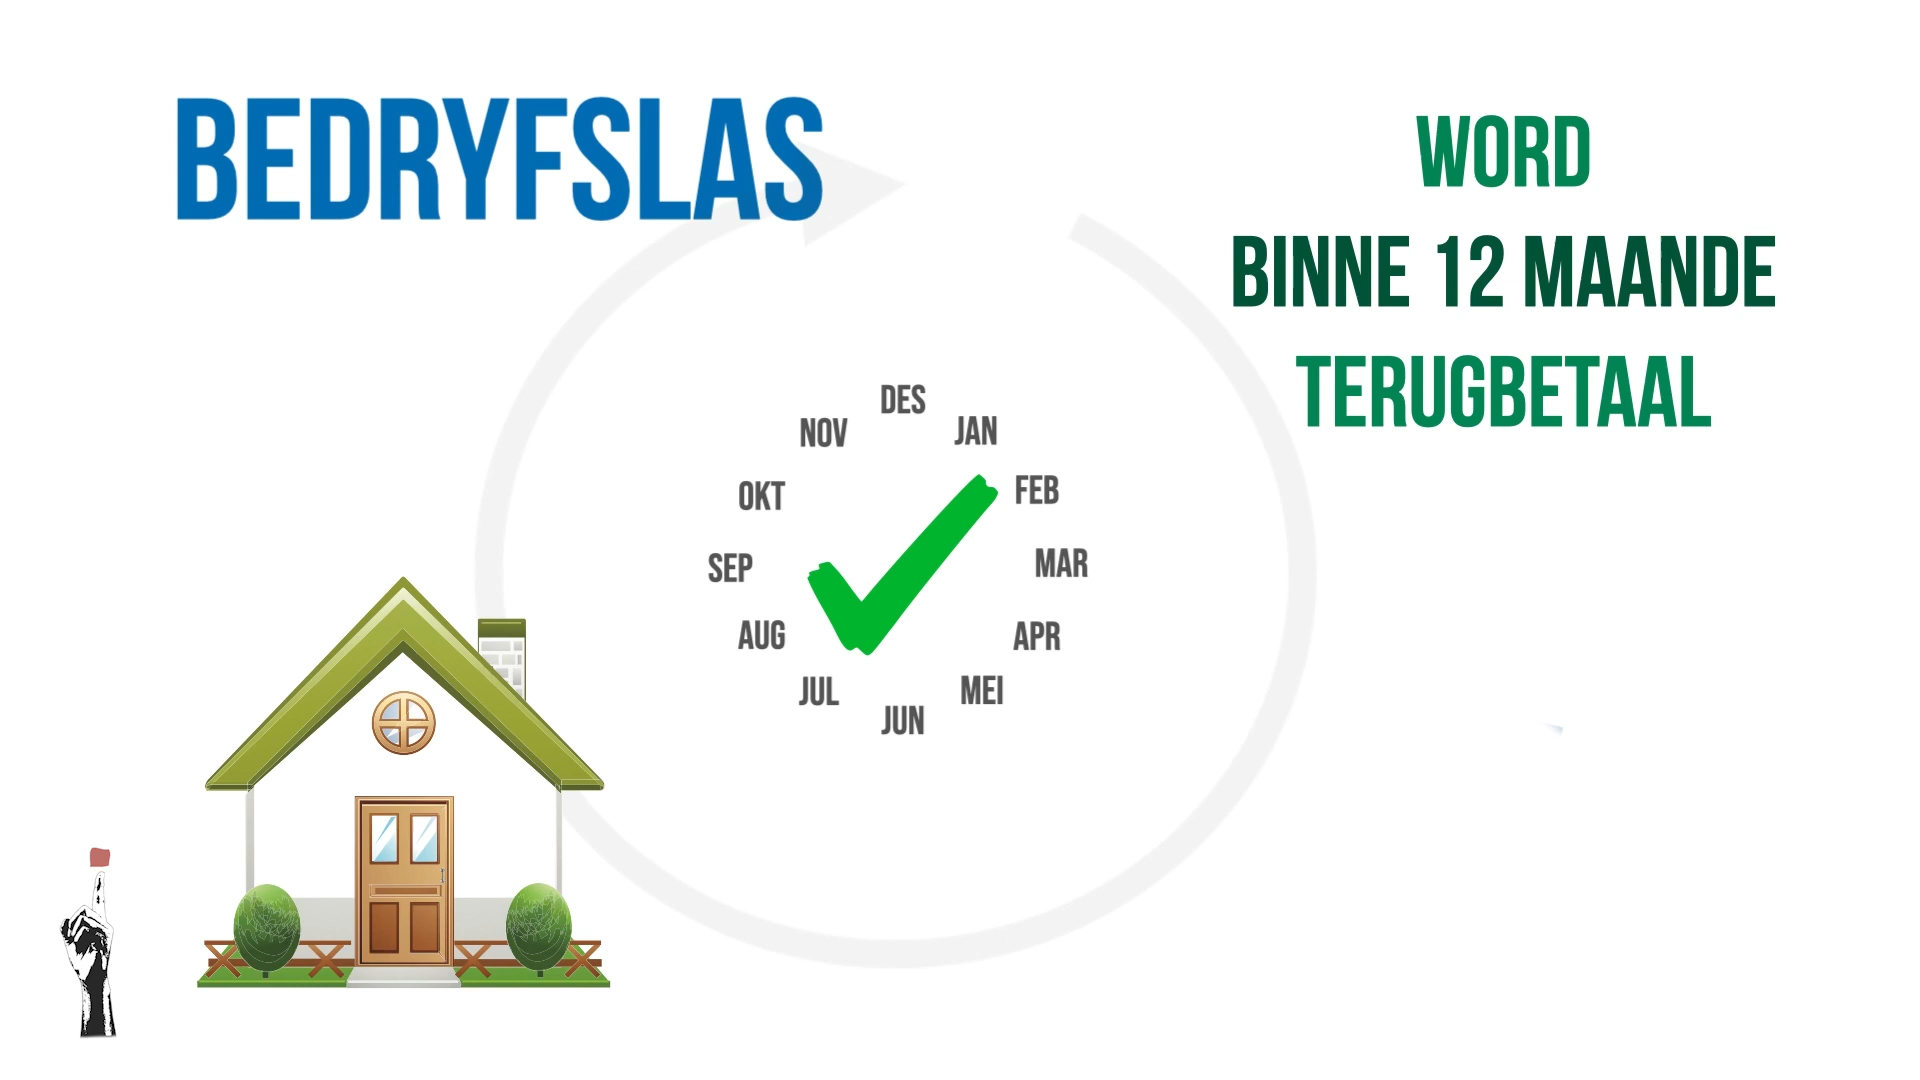 BEDRYFSLAS
WORD
BINNE 12 MAANDE
TERUGBETAAL
DES
JAN
FEB
MAR
APR
MEI
JUN
JUL
AUG
SEP
OKT
NOV